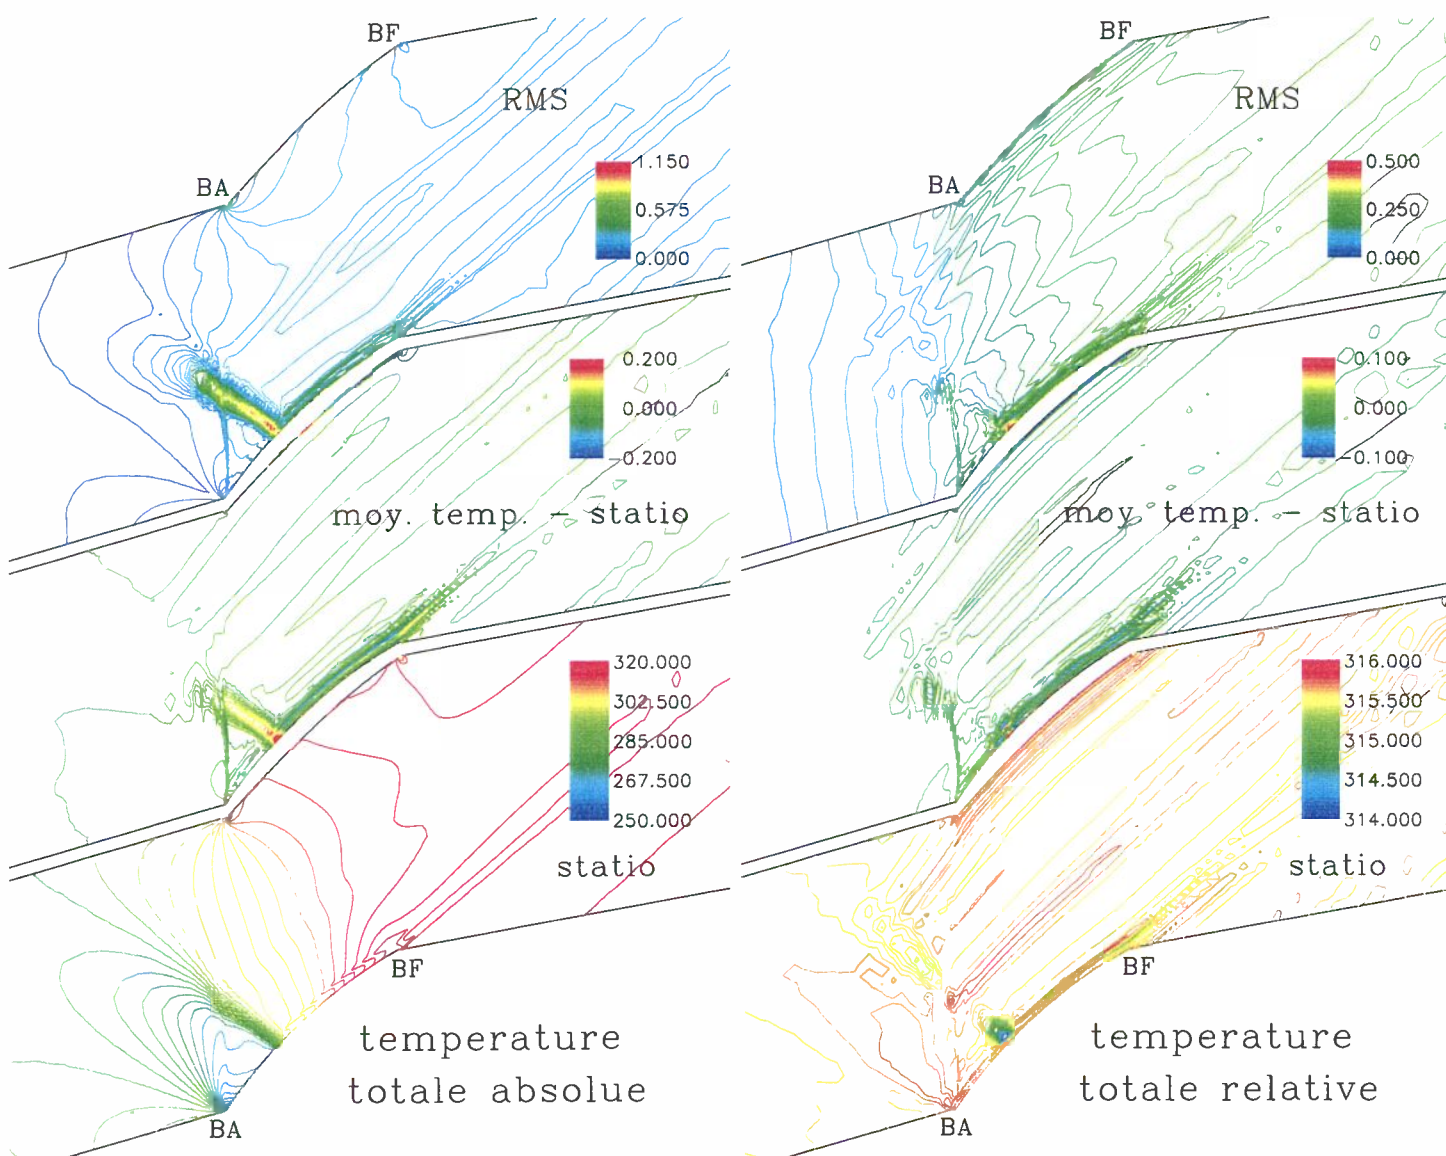 BF
RMS
BA
1.150
0.575
0.000
0.200
0.000
-0.200
moy. temp. - statio
320.000
302.500
285.000
267.500
250.000
statio
BF
temperature
totale absolue
BA
BF
RMS
BA
0.500
0.250
0.000
0.100
0.000
-0.100
moy temp. - statio
316.000
315.500
315.000
314.500
314.000
statio
BF
temperature
totale relative
BA